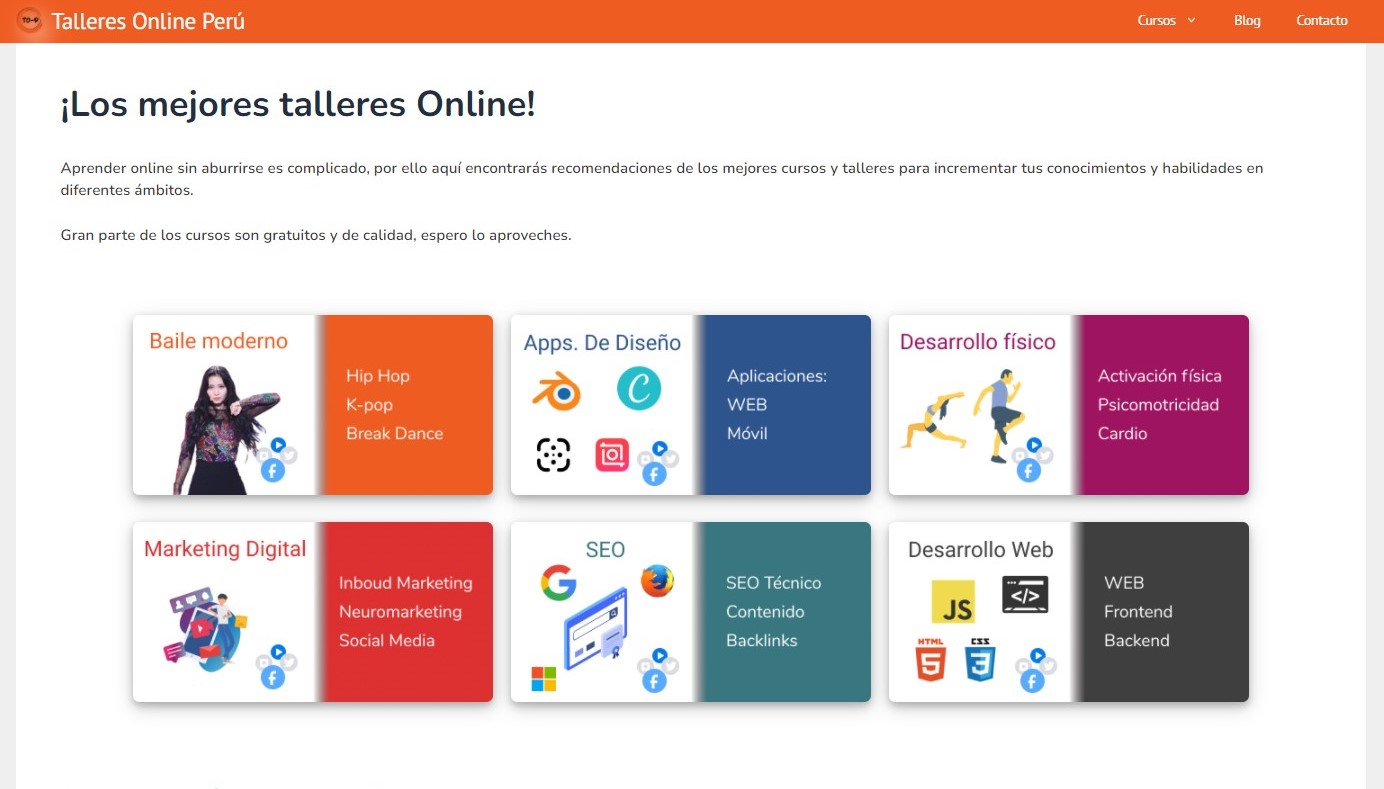 TO-P
Talleres Online Perú
Cursos
Blog
Contacto
¡Los mejores talleres Online!
Aprender online sin aburrirse es complicado, por ello aquí encontrarás recomendaciones de los mejores cursos y talleres para incrementar tus conocimientos y habilidades en
diferentes ámbitos.
Gran parte de los cursos son gratuitos y de calidad, espero lo aproveches.
Baile moderno
Hip Hop
K-pop
Break Dance
Apps. De Diseño
Aplicaciones:
WEB
Móvil
Desarrollo físico
Activación física
Psicomotricidad
Cardio
Marketing Digital
Inboud Marketing
Neuromarketing
Social Media
SEO
SEO Técnico
Contenido
Backlinks
Desarrollo Web
JS
</>
HTML
5
CSS
3
WEB
Frontend
Backend